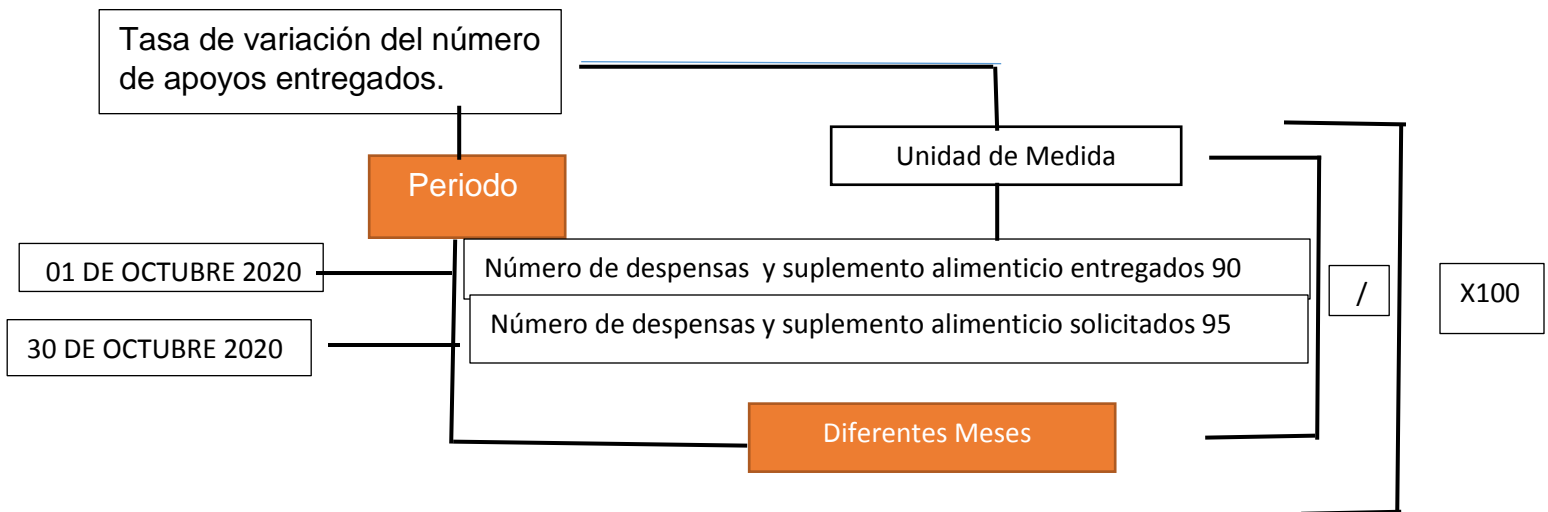 Tasa de variación del número
de apoyos entregados.
Unidad de Medida
Periodo
01 DE OCTUBRE 2020
Número de despensas y suplemento alimenticio entregados 90
/
X100
Número de despensas y suplemento alimenticio solicitados 95
30 DE OCTUBRE 2020
Diferentes Meses